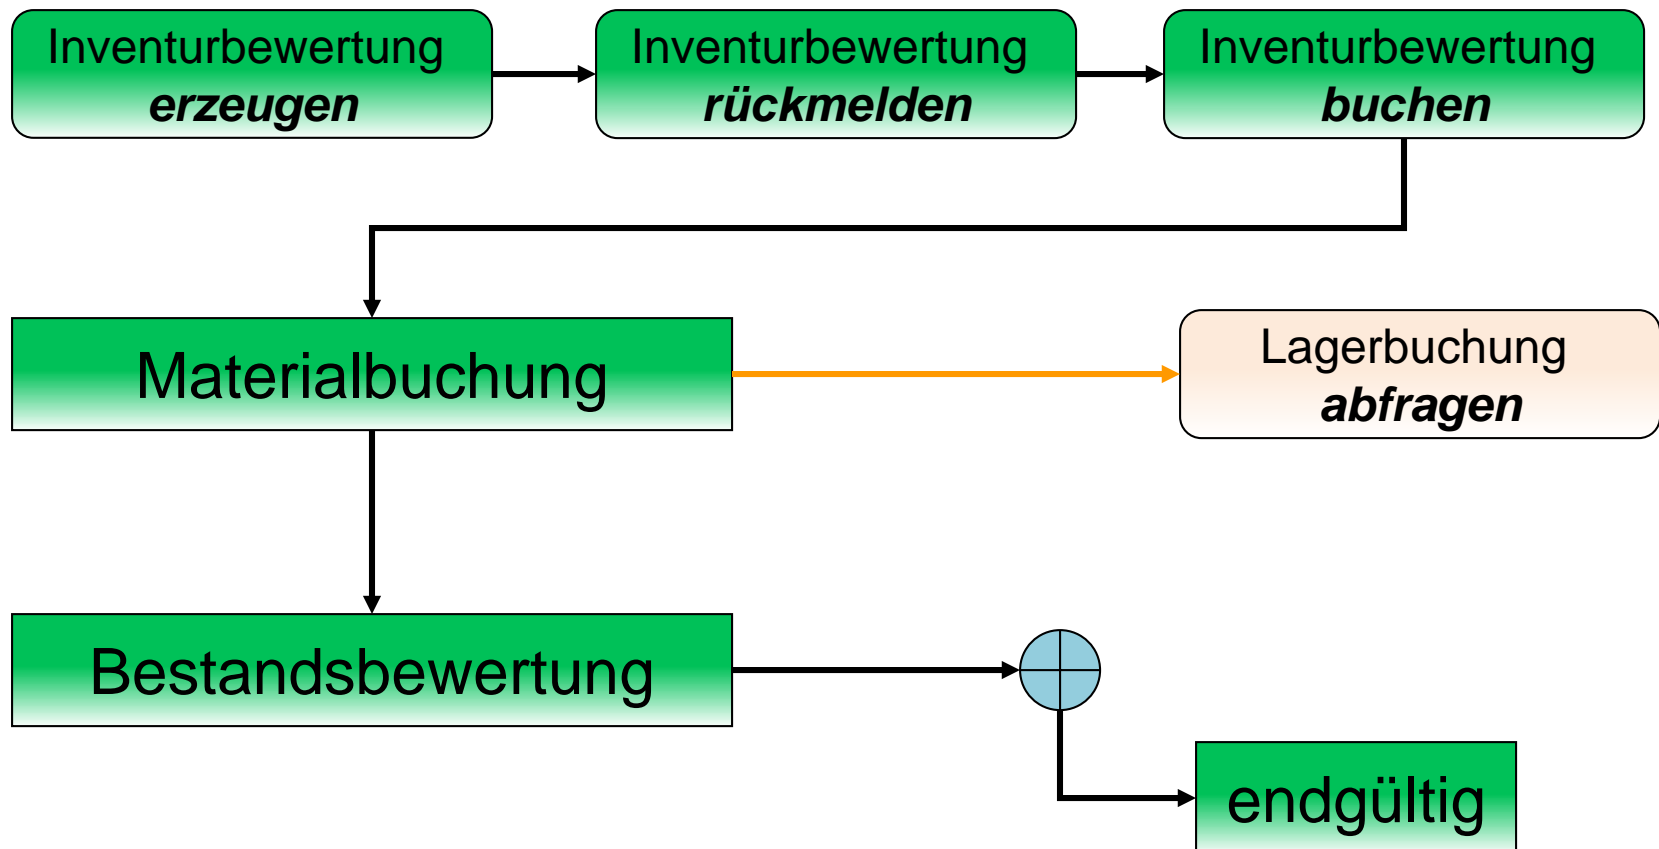 Inventurbewertung
erzeugen
Inventurbewertung
rückmelden
Inventurbewertung
buchen
Materialbuchung
Lagerbuchung
abfragen
Bestandsbewertung
endgültig